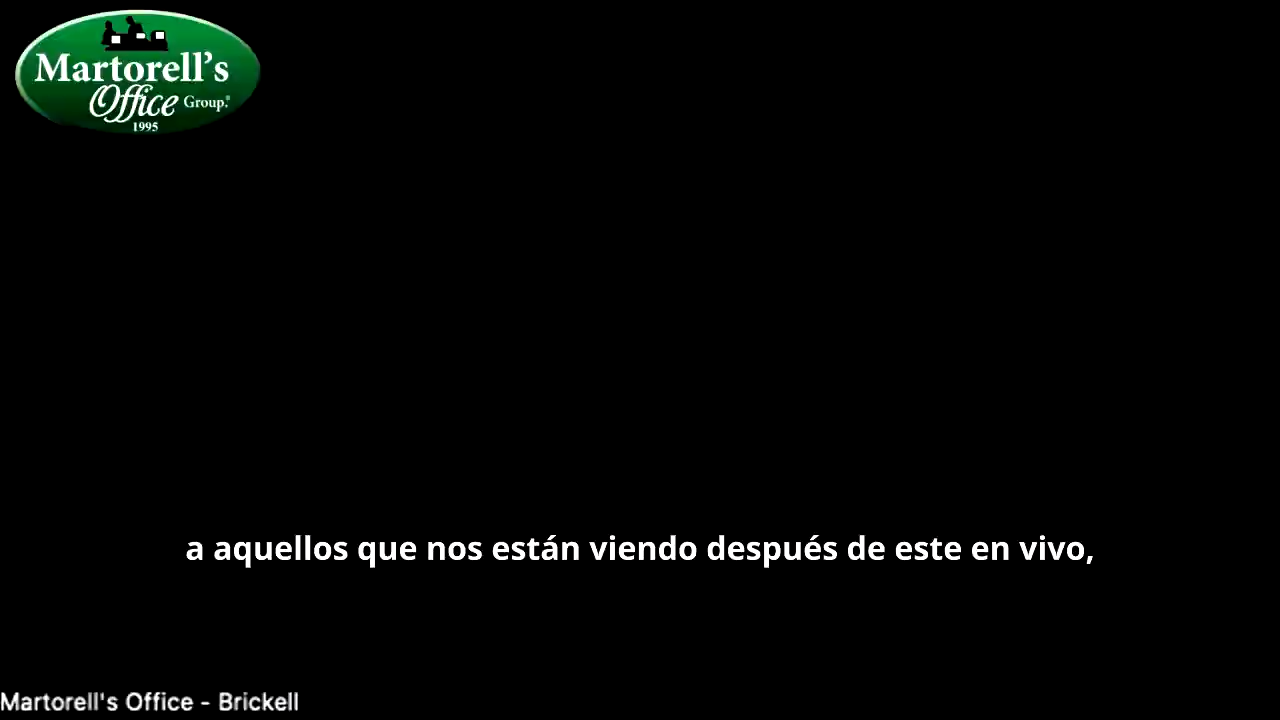 Martorell's
Office Group.®
1995
a aquellos que nos están viendo después de este en vivo,
Martorell's Office - Brickell